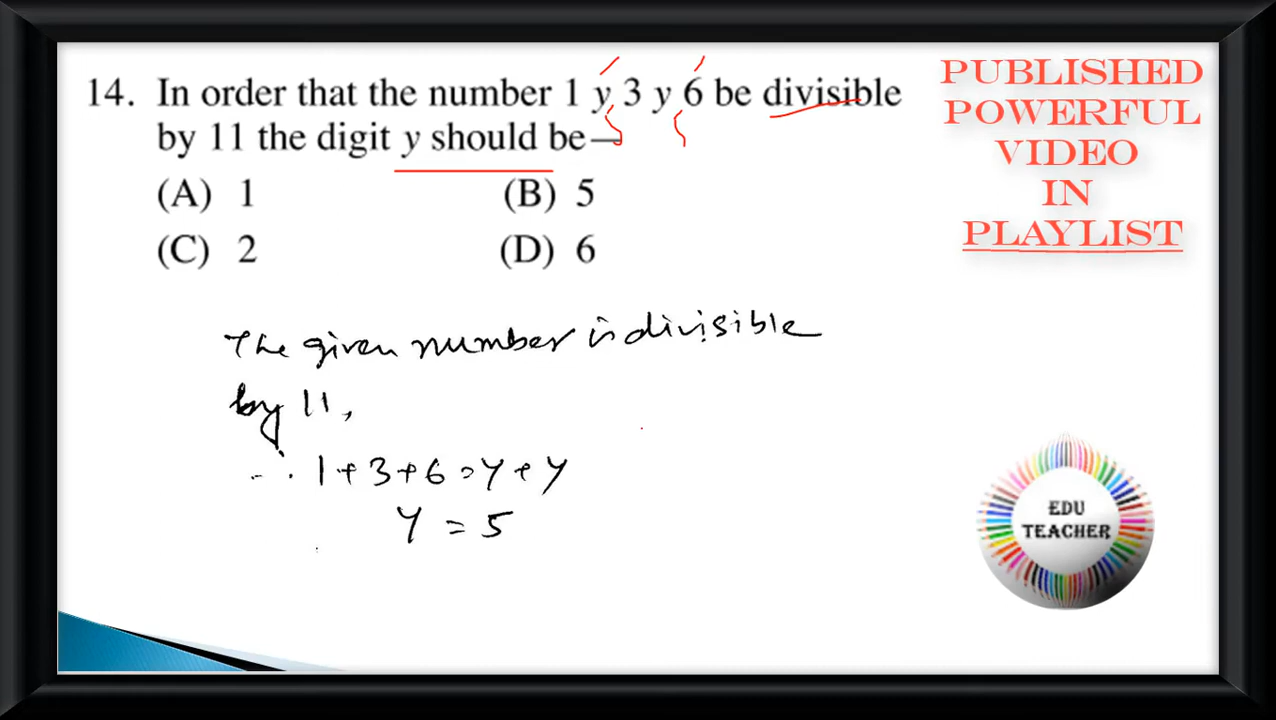 14. In order that the number 1 y 3 y 6 be divisible
by 11 the digit y should be—
(A) 1 (B) 5
(C) 2 (D) 6
PUBLISHED
POWERFUL
VIDEO
IN
PLAYLIST
The given number is divisible
by 11,
∴ 1+3+6=y+y
y = 5
EDU
TEACHER